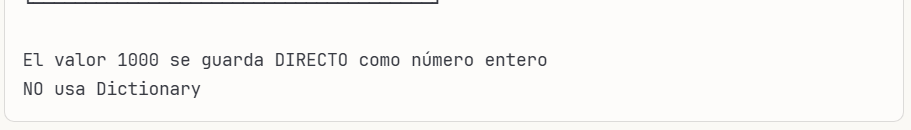 El valor 1000 se guarda DIRECTO como número entero
NO usa Dictionary